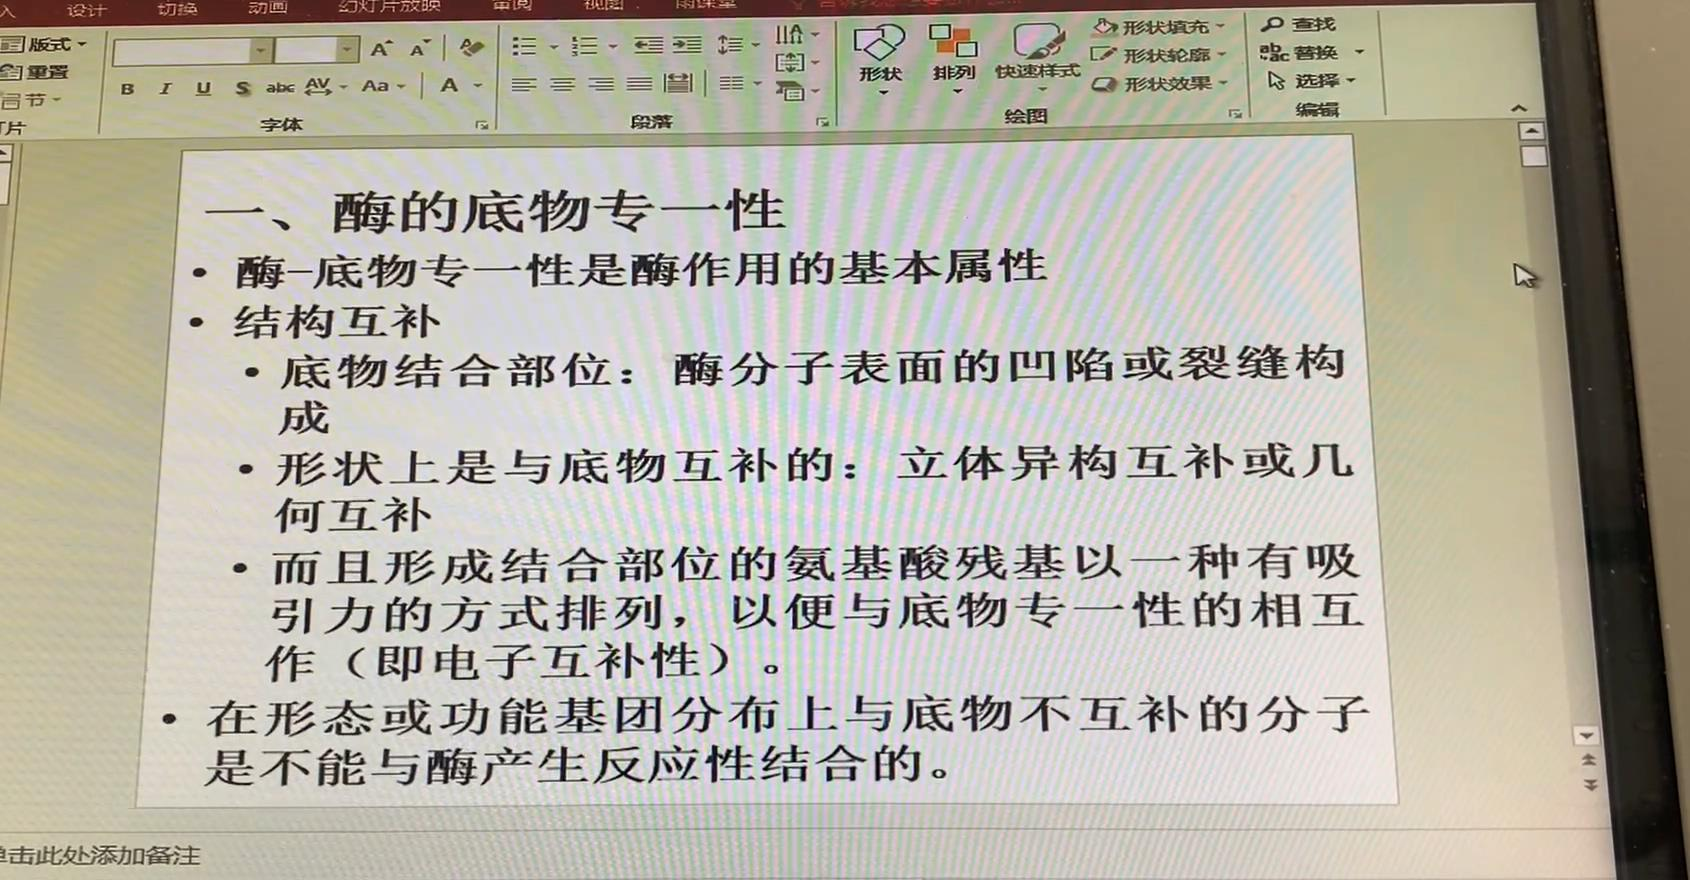 设计 切换 动画 幻灯片放映 审阅 视图 雨课堂
版式
重置
节
片
B I U S abc AV Aa A
字体
段落
形状
排列
快速样式
形状填充
形状轮廓
形状效果
绘图
查找
替换
选择
编辑
一、酶的底物专一性
• 酶-底物专一性是酶作用的基本属性
• 结构互补
• 底物结合部位：酶分子表面的凹陷或裂缝构
成
• 形状上是与底物互补的：立体异构互补或几
何互补
• 而且形成结合部位的氨基酸残基以一种有吸
引力的方式排列，以便与底物专一性的相互
作（即电子互补性）。
• 在形态或功能基团分布上与底物不互补的分子
是不能与酶产生反应性结合的。
单击此处添加备注